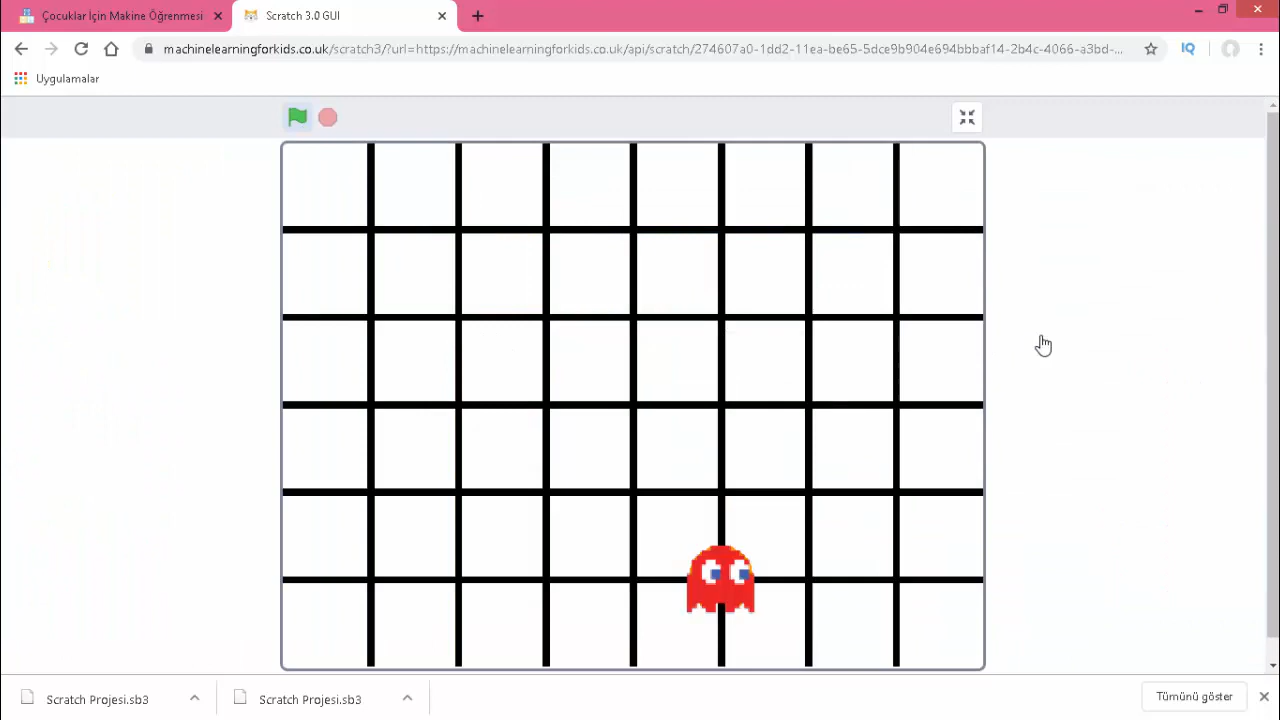 Çocuklar İçin Makine Öğrenmesi
Scratch 3.0 GUI
machinelearningforkids.co.uk/scratch3/?url=https://machinelearningforkids.co.uk/api/scratch/274607a0-1dd2-11ea-be65-5dce9b904e694bbbaf14-2b4c-4066-a3bd-...
IQ
Uygulamalar
Scratch Projesi.sb3
Scratch Projesi.sb3
Tümünü göster